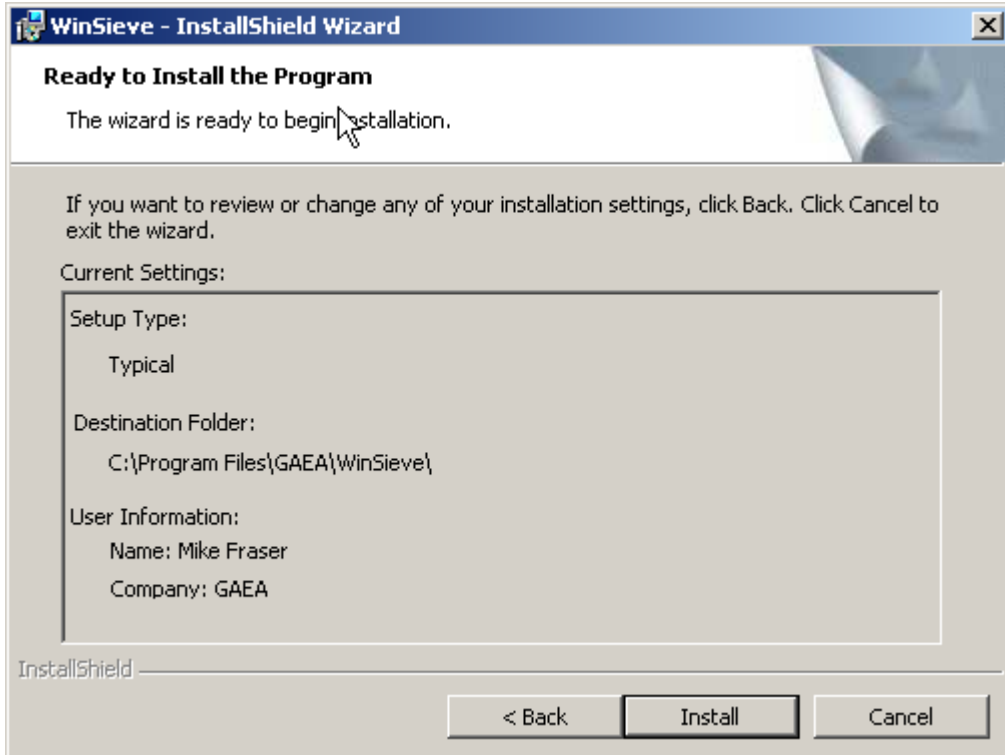 WinSieve - InstallShield Wizard
Ready to Install the Program
The wizard is ready to begin installation.
If you want to review or change any of your installation settings, click Back. Click Cancel to
exit the wizard.
Current Settings:
Setup Type:
Typical
Destination Folder:
C:\Program Files\GAEA\WinSieve\
User Information:
Name: Mike Fraser
Company: GAEA
InstallShield
< Back
Install
Cancel